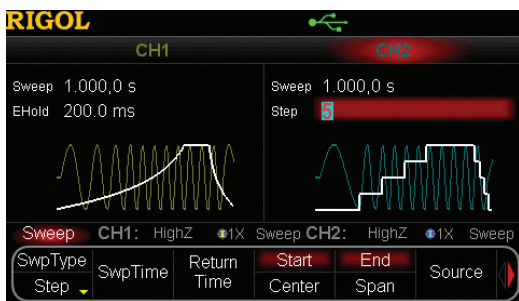 RIGOL
CH1 CH2
Sweep 1.000,0 s Sweep 1.000,0 s
EHold 200.0 ms Step 5
Sweep CH1: HighZ 1X Sweep CH2: HighZ 1X Sweep
SwpType SwpTime Return Start End Source
Step Time Center Span